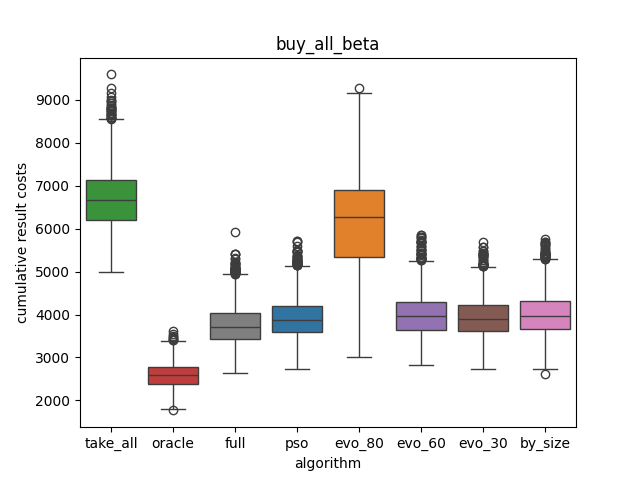 buy_all_beta
cumulative result costs
9000
8000
7000
6000
5000
4000
3000
2000
take_all oracle full pso evo_80 evo_60 evo_30 by_size
algorithm